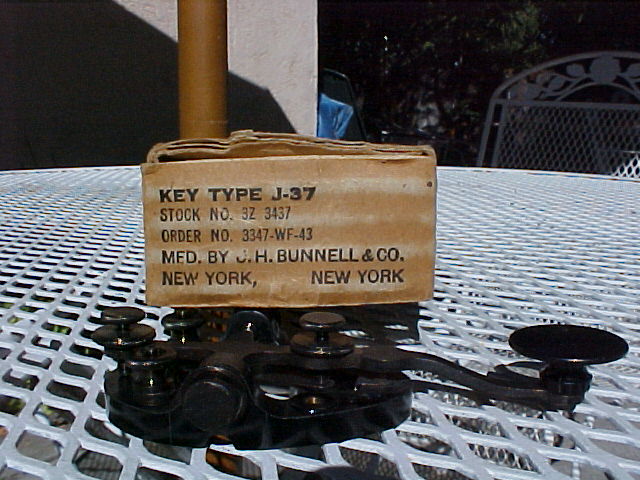 KEY TYPE J-37
STOCK NO. 3Z 3437
ORDER NO. 3347-WF-43
MFD. BY J.H. BUNNELL & CO.
NEW YORK, NEW YORK